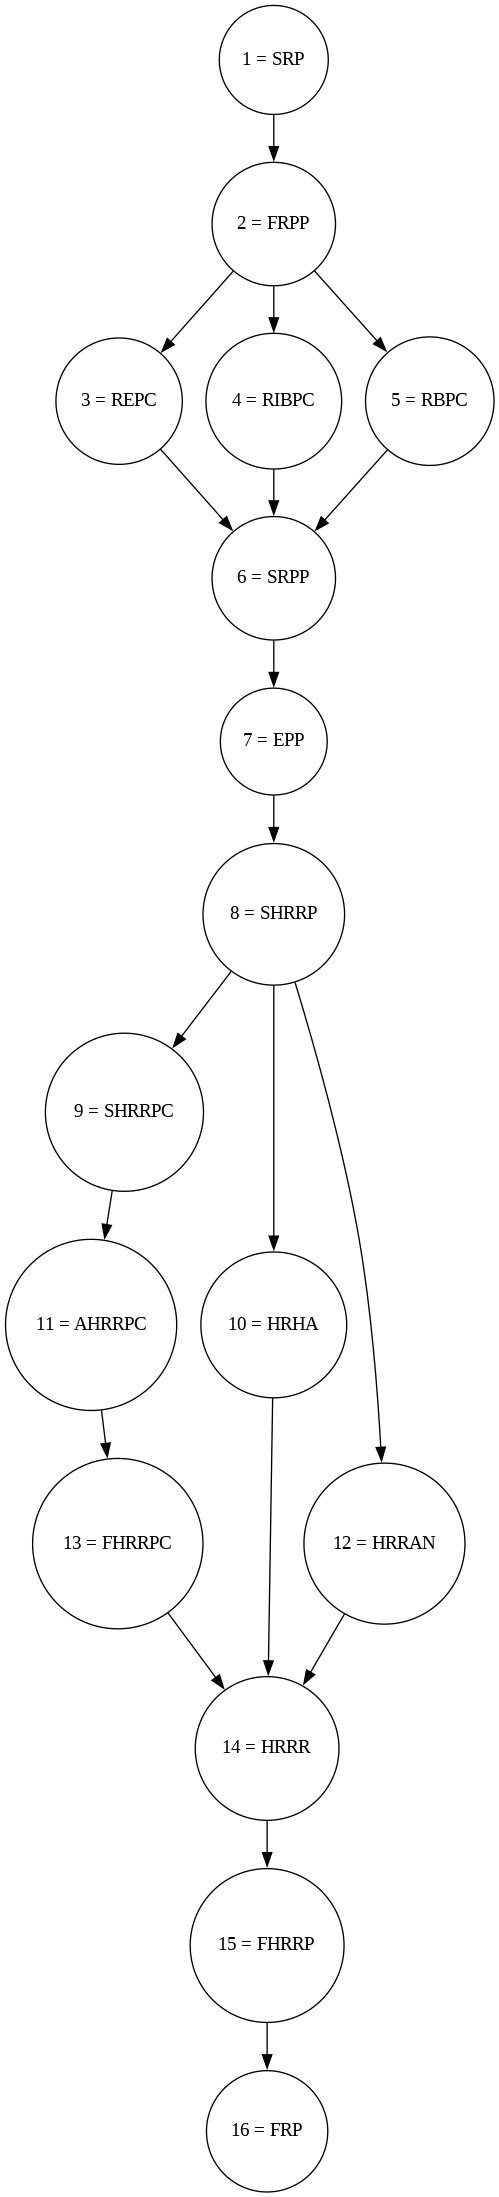 1 = SRP
2 = FRPP
3 = REPC
4 = RIBPC
5 = RBPC
6 = SRPP
7 = EPP
8 = SHRRP
9 = SHRRPC
11 = AHRRPC
10 = HRHA
13 = FHRRPC
12 = HRRAN
14 = HRRR
15 = FHRRP
16 = FRP